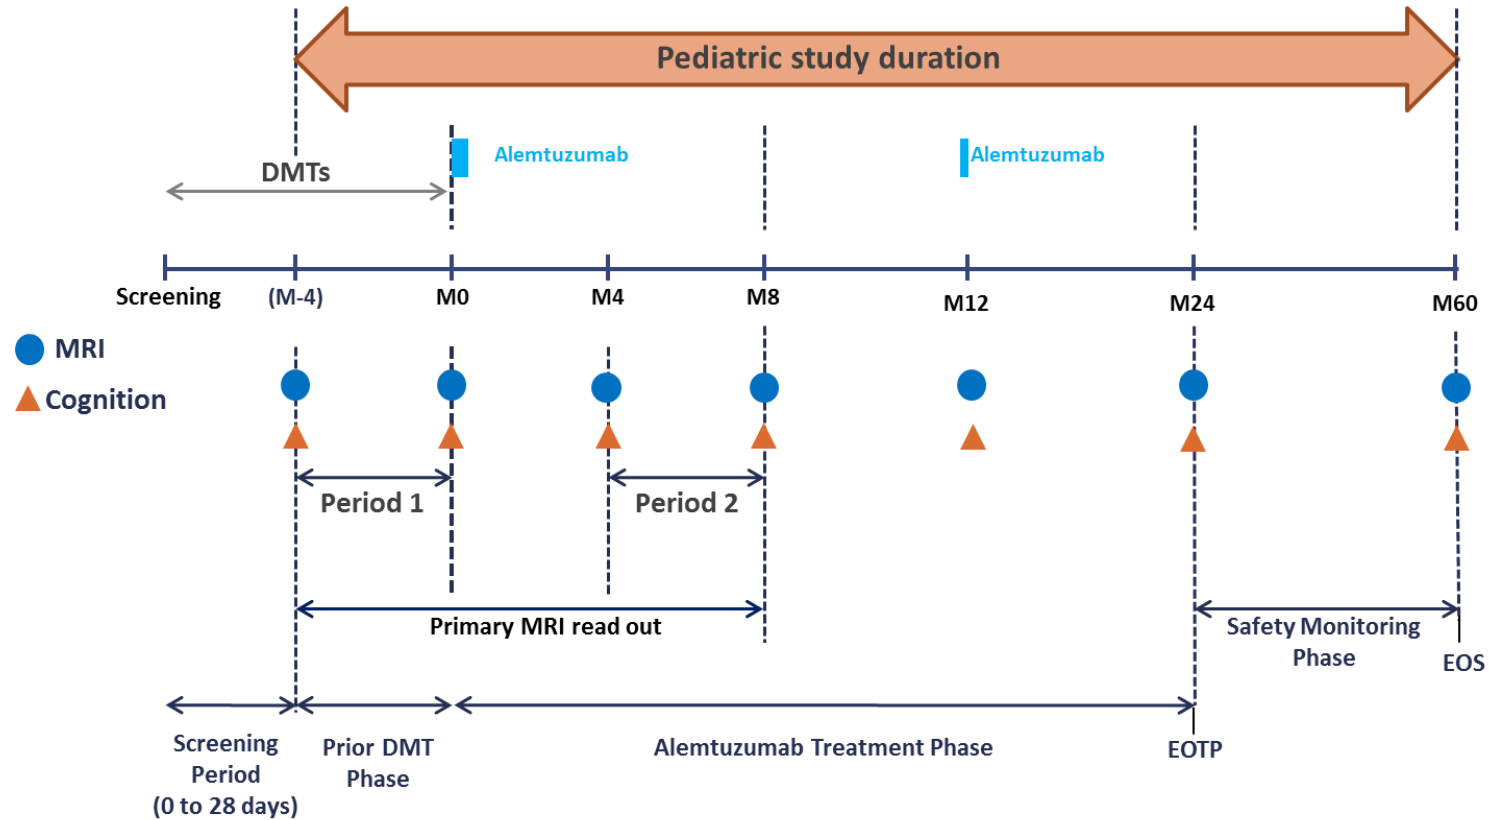 Pediatric study duration
Alemtuzumab
Alemtuzumab
DMTs
Screening
(M-4)
M0
M4
M8
M12
M24
M60
MRI
Cognition
Period 1
Period 2
Primary MRI read out
Safety Monitoring
Phase
EOS
Screening
Period
(0 to 28 days)
Prior DMT
Phase
Alemtuzumab Treatment Phase
EOTP